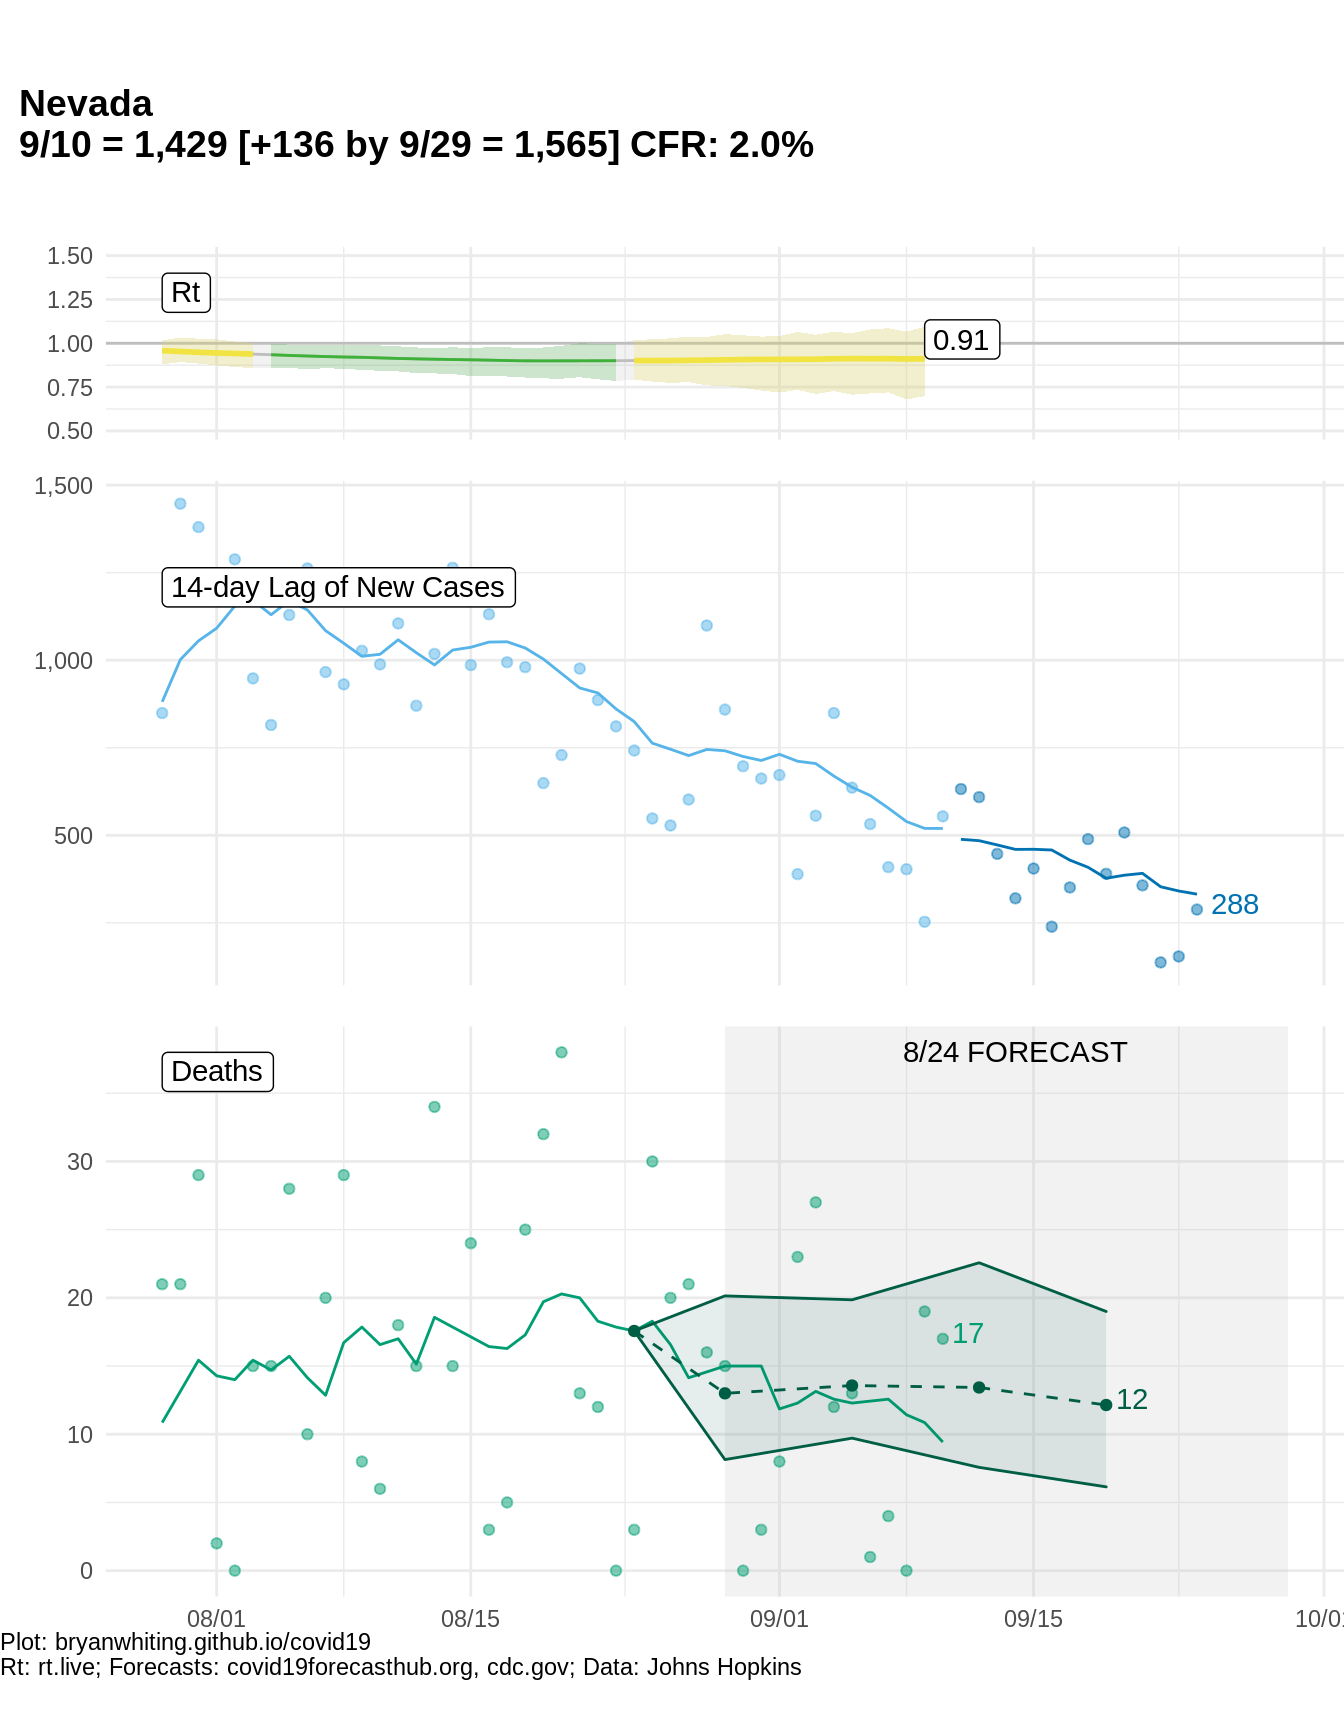 Nevada
9/10 = 1,429 [+136 by 9/29 = 1,565] CFR: 2.0%
1.50
1.25
1.00
0.75
0.50
Rt
0.91
1,500
1,000
500
14-day Lag of New Cases
288
Deaths
8/24 FORECAST
30
20
10
0
17
12
08/01 08/15 09/01 09/15
Plot: bryanwhiting.github.io/covid19
Rt: rt.live; Forecasts: covid19forecasthub.org, cdc.gov; Data: Johns Hopkins